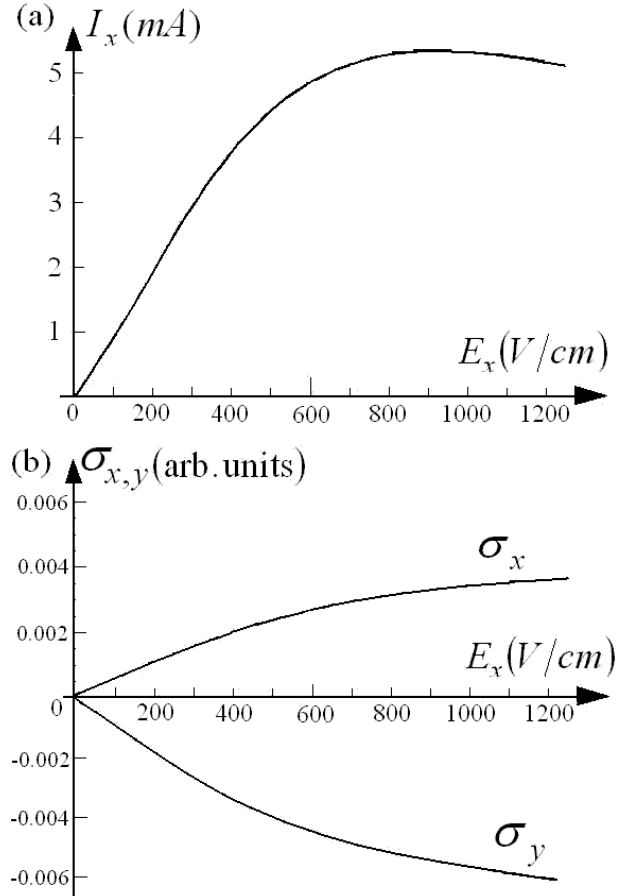 (a) I_x(mA)
5
4
3
2
1
E_x(V/cm)
0 200 400 600 800 1000 1200
(b) σ_{x,y}(arb.units)
0.006
0.004
σ_x
0.002
E_x(V/cm)
0 200 400 600 800 1000 1200
-0.002
-0.004
σ_y
-0.006